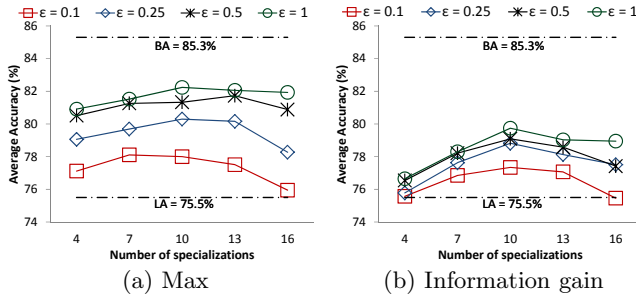 ε = 0.1 ε = 0.25 ε = 0.5 ε = 1
86
84
82
80
78
76
74
Average Accuracy (%)
BA = 85.3%
LA = 75.5%
4 7 10 13 16
Number of specializations
(a) Max
ε = 0.1 ε = 0.25 ε = 0.5 ε = 1
86
84
82
80
78
76
74
Average Accuracy (%)
BA = 85.3%
LA = 75.5%
4 7 10 13 16
Number of specializations
(b) Information gain